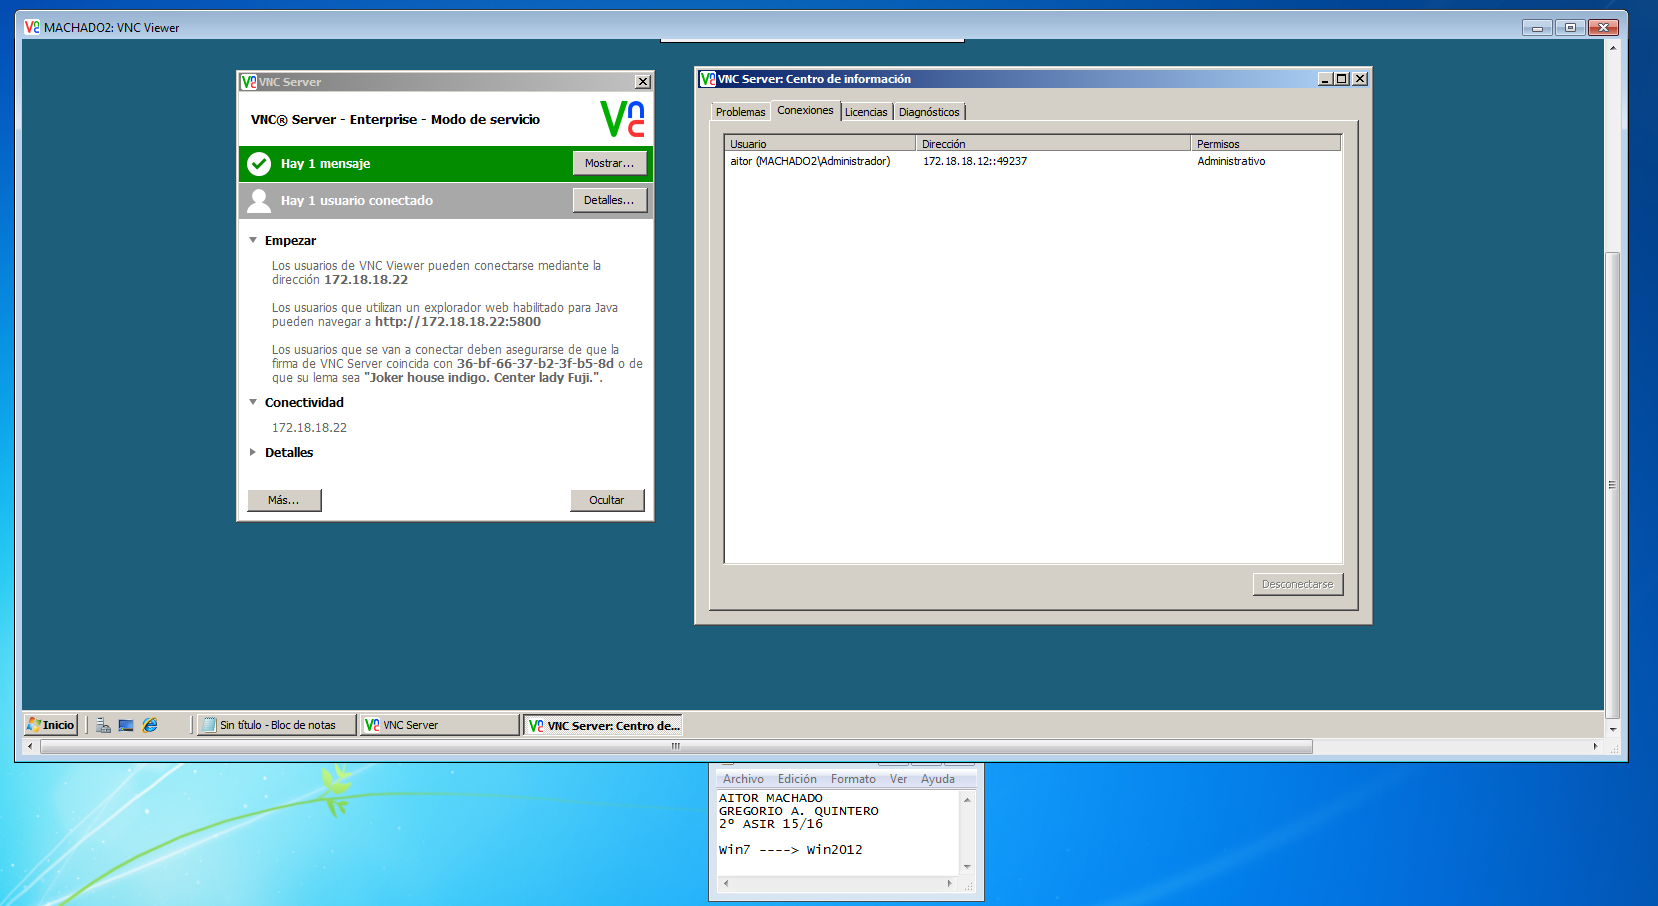 MACHADO2: VNC Viewer
VNC Server
VNC® Server - Enterprise - Modo de servicio
Hay 1 mensaje
Mostrar...
Hay 1 usuario conectado
Detalles...
Empezar
Los usuarios de VNC Viewer pueden conectarse mediante la
dirección 172.18.18.22
Los usuarios que utilizan un explorador web habilitado para Java
pueden navegar a http://172.18.18.22:5800
Los usuarios que se van a conectar deben asegurarse de que la
firma de VNC Server coincida con 36-bf-66-37-b2-3f-b5-8d o de
que su lema sea "Joker house indigo. Center lady Fuji.".
Conectividad
172.18.18.22
Detalles
Más...
Ocultar
VNC Server: Centro de información
Problemas
Conexiones
Licencias
Diagnósticos
Usuario
Dirección
Permisos
aitor (MACHADO2\Administrador)
172.18.18.12::49237
Administrativo
Desconectarse
Inicio
Sin título - Bloc de notas
VNC Server
VNC Server: Centro de...
Archivo
Edición
Formato
Ver
Ayuda
AITOR MACHADO
GREGORIO A. QUINTERO
2º ASIR 15/16
Win7 ----> Win2012